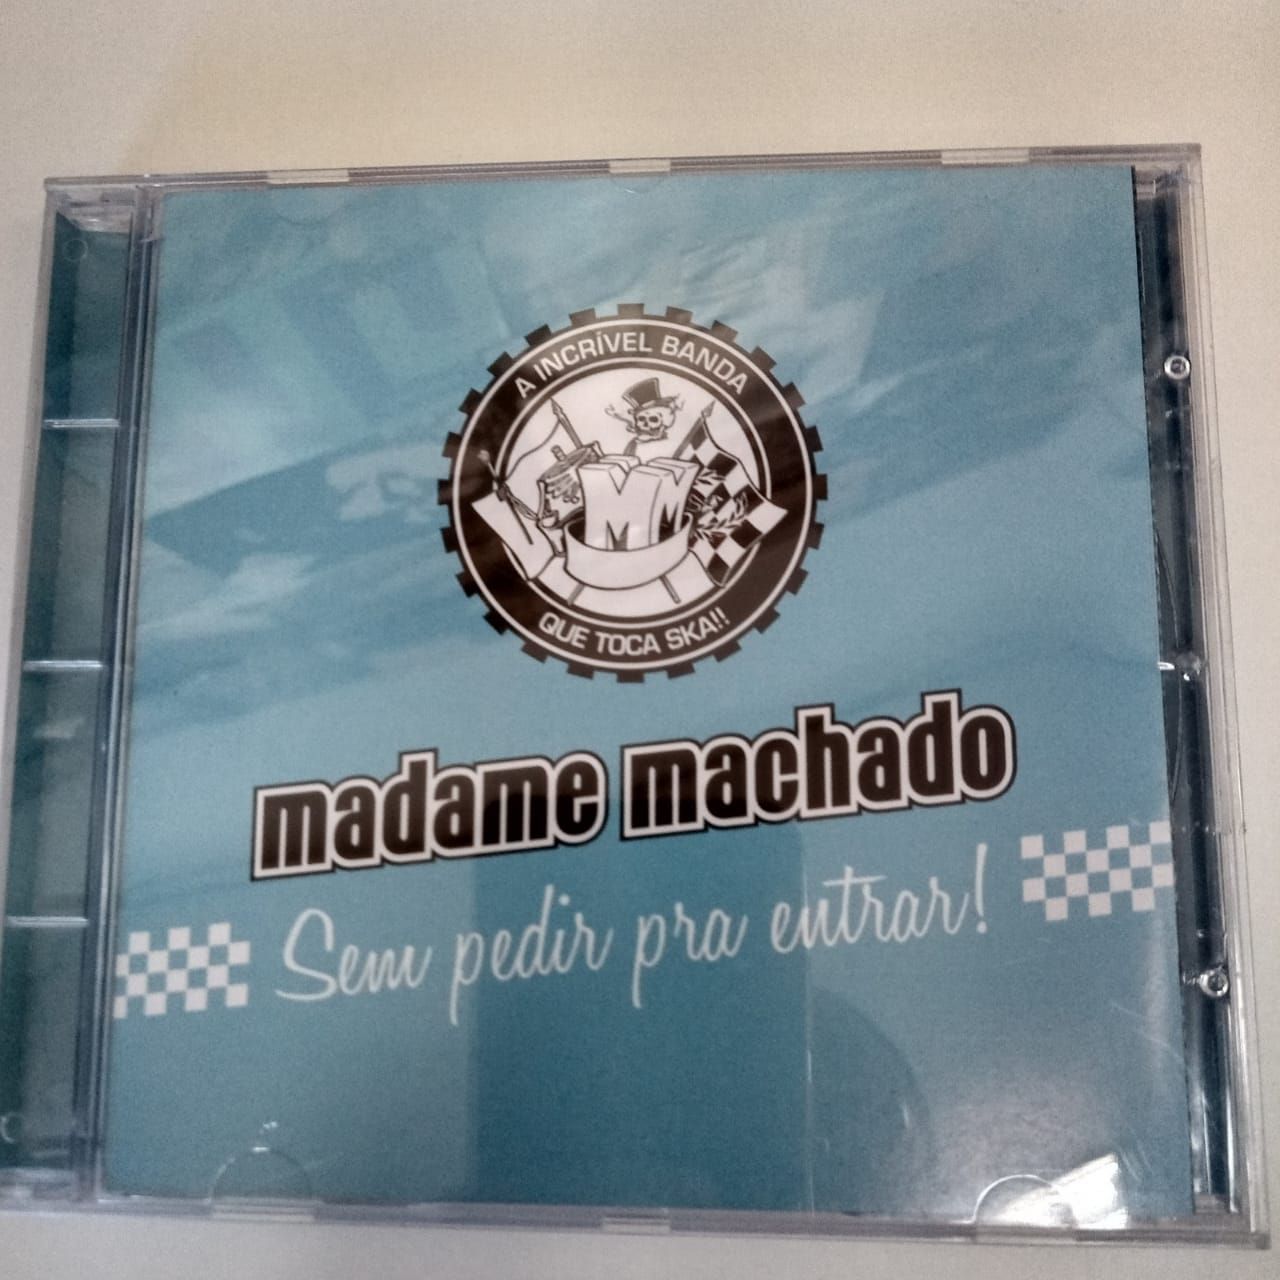 A INCRÍVEL BANDA
MM
QUE TOCA SKA!!
madame machado
Sem pedir pra entrar!